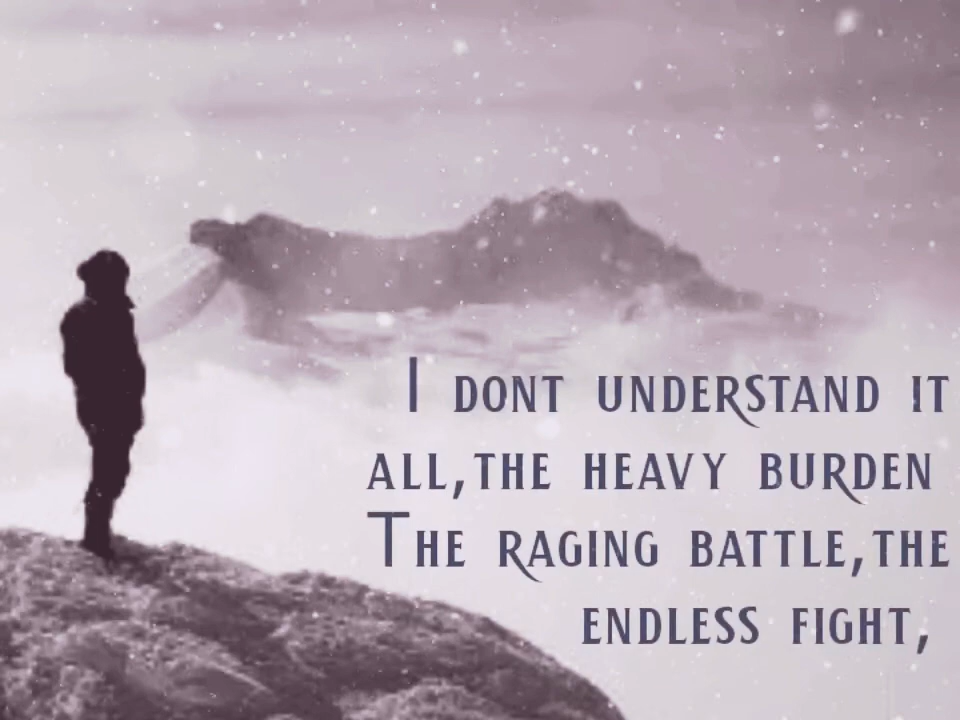 I dont understand it
all,the heavy burden
The raging battle,the
endless fight,